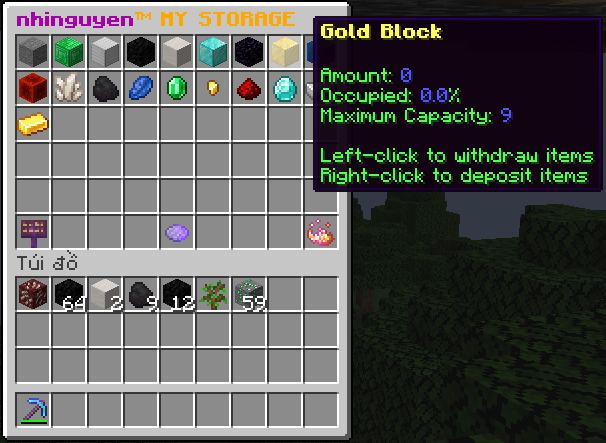 nhinguyen™ MY STORAGE
Gold Block
Amount: 0
Occupied: 0.0%
Maximum Capacity: 9
Left-click to withdraw items
Right-click to deposit items
Túi đồ
64 2 9 12 59